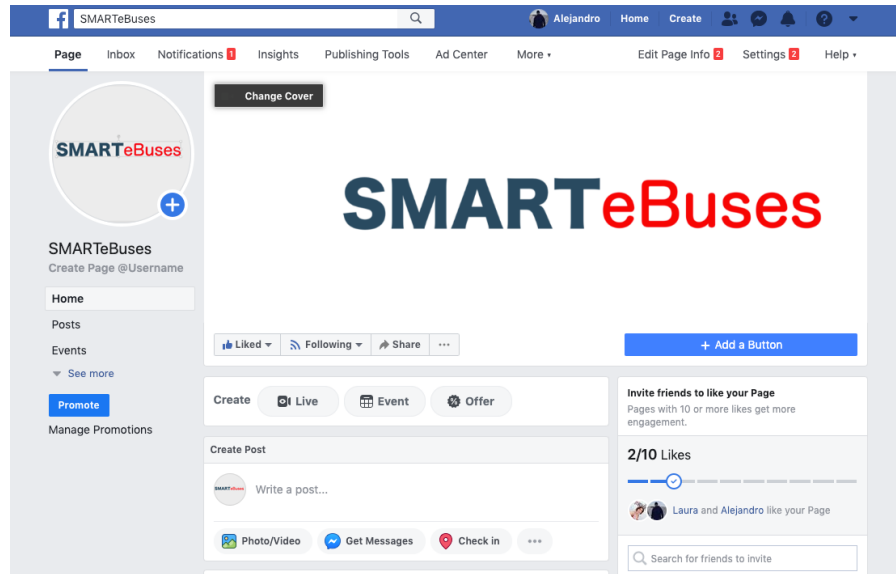 f SMARTeBuses Alejandro Home Create
Page Inbox Notifications 1 Insights Publishing Tools Ad Center More Edit Page Info 2 Settings 2 Help
Change Cover
SMARTeBuses
SMARTeBuses
SMARTeBuses
Create Page @Username
Home
Posts
Events
See more
Promote
Manage Promotions
Liked Following Share ... + Add a Button
Create Live Event Offer
Create Post
SMARTeBuses Write a post...
Photo/Video Get Messages Check in ...
Invite friends to like your Page
Pages with 10 or more likes get more
engagement.
2/10 Likes
Laura and Alejandro like your Page
Search for friends to invite